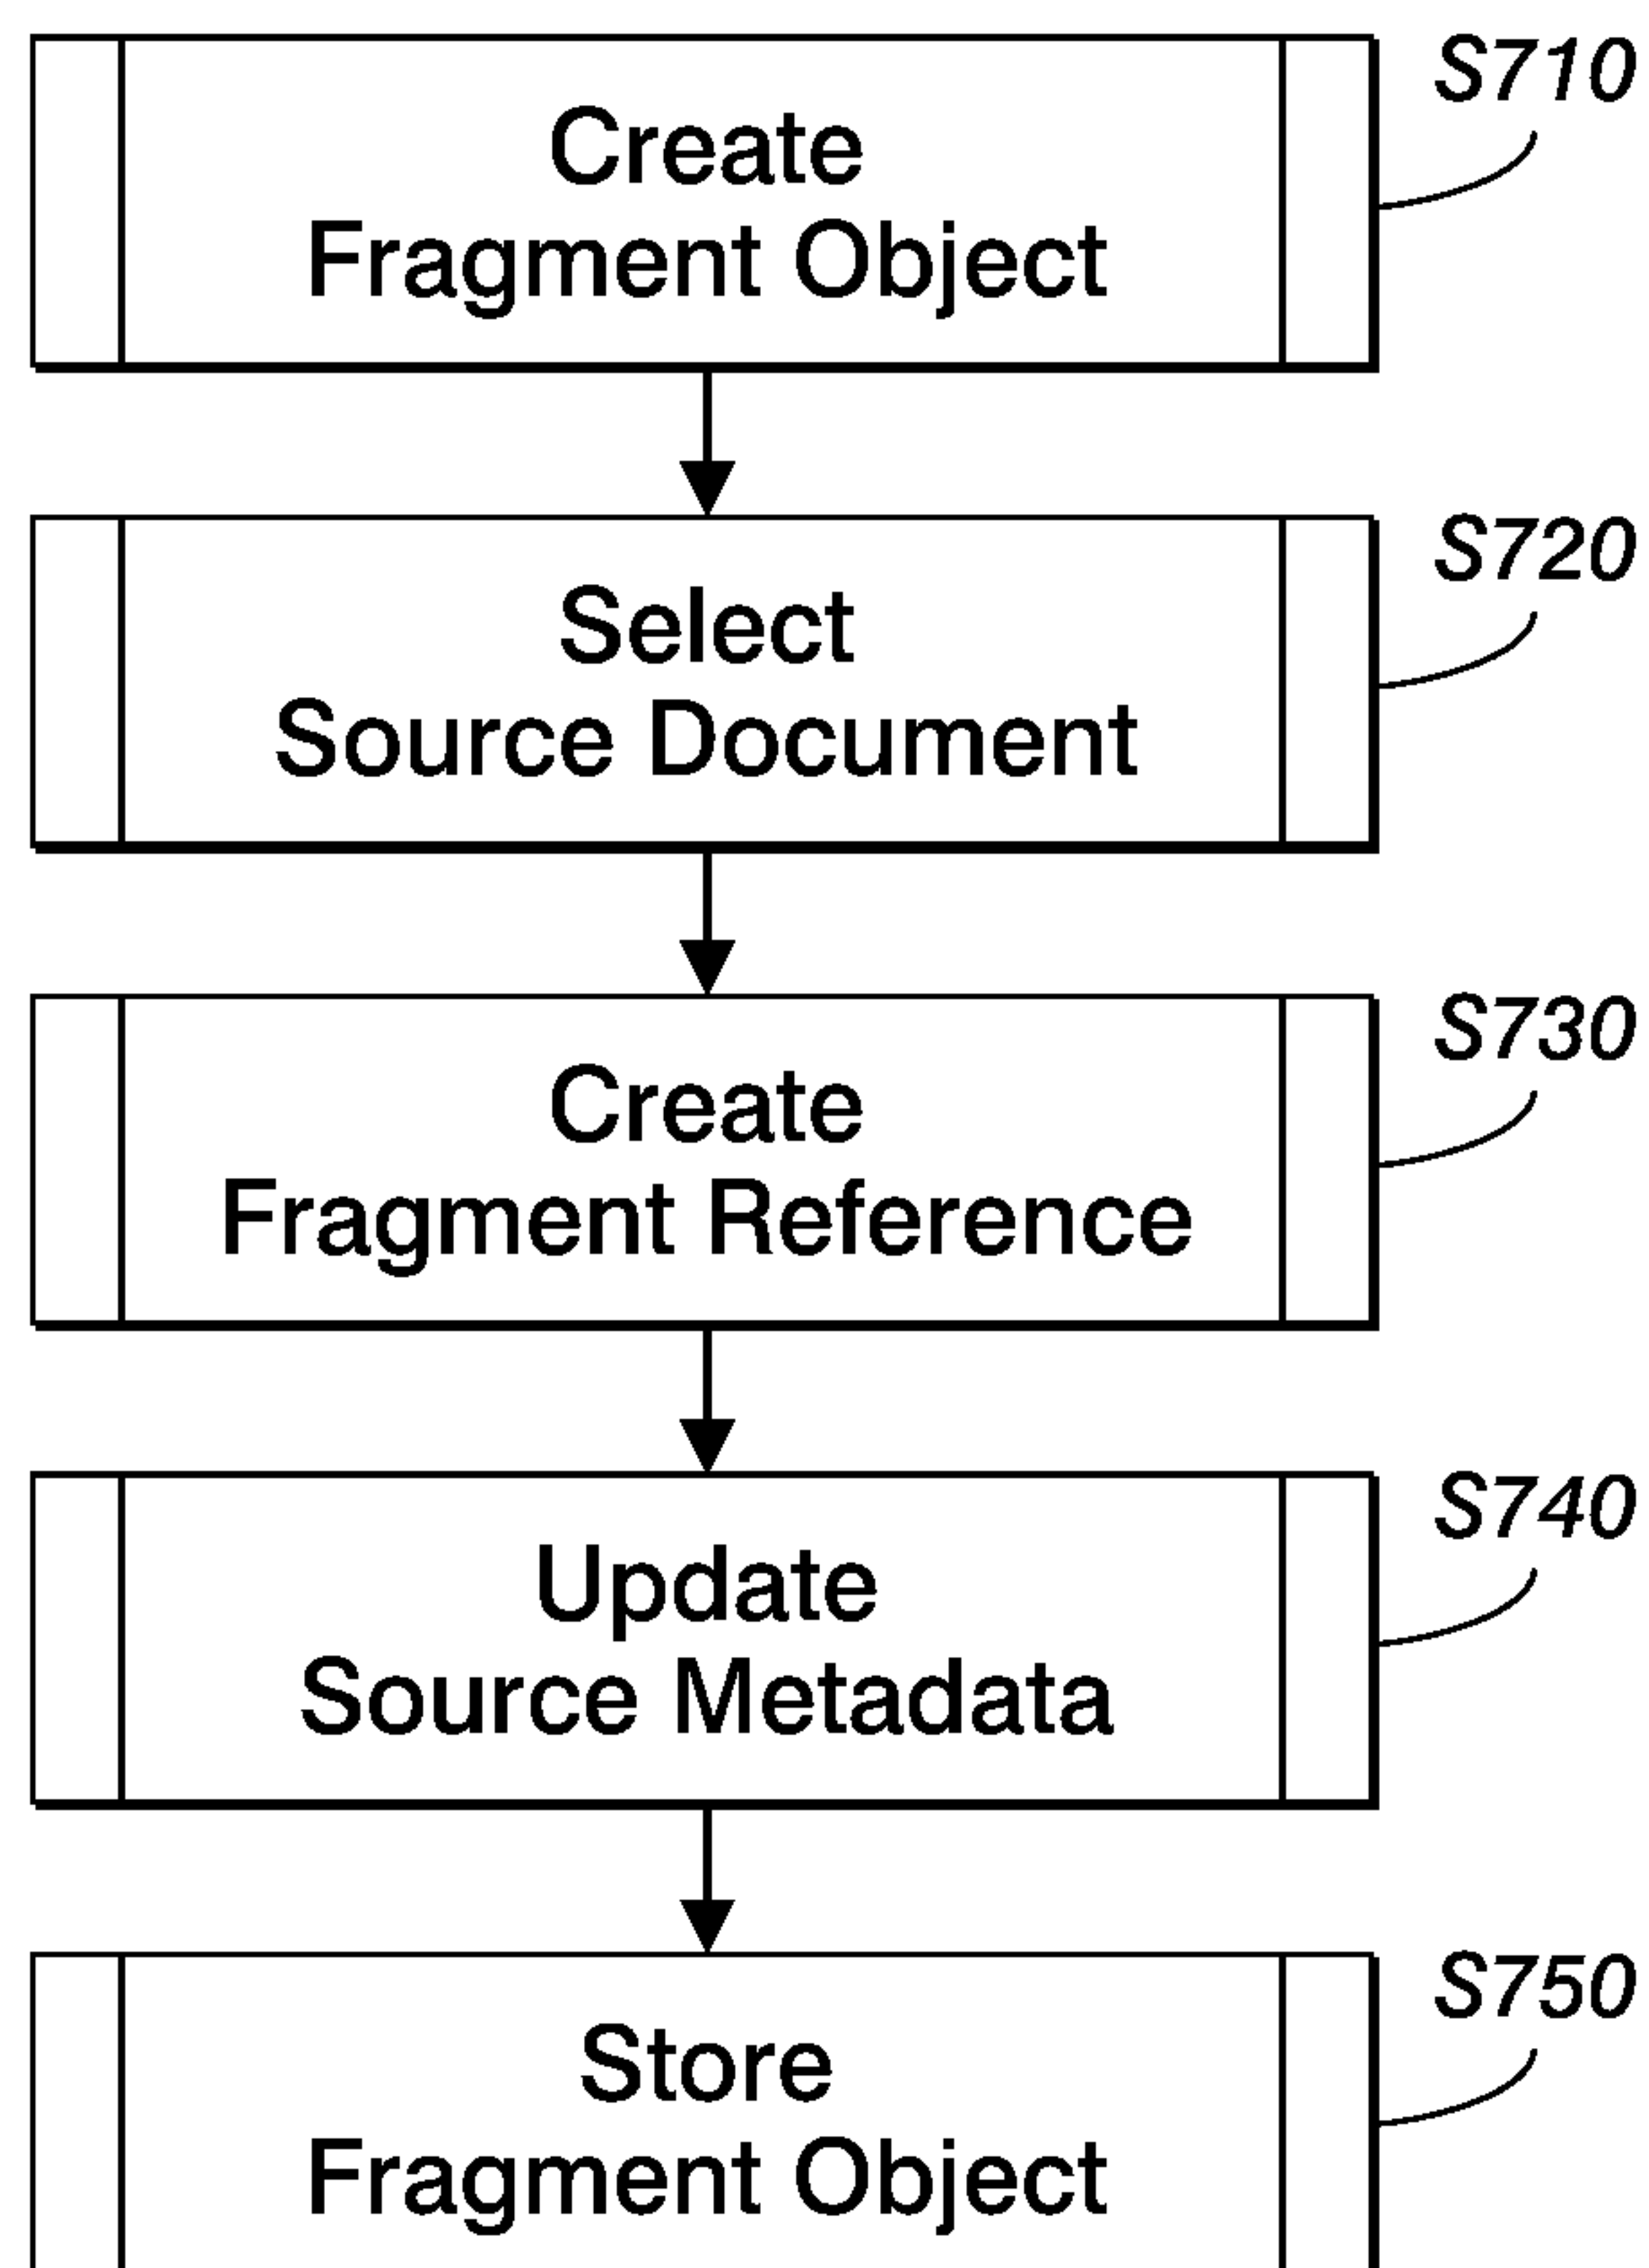 S710
Create
Fragment Object
S720
Select
Source Document
S730
Create
Fragment Reference
S740
Update
Source Metadata
S750
Store
Fragment Object